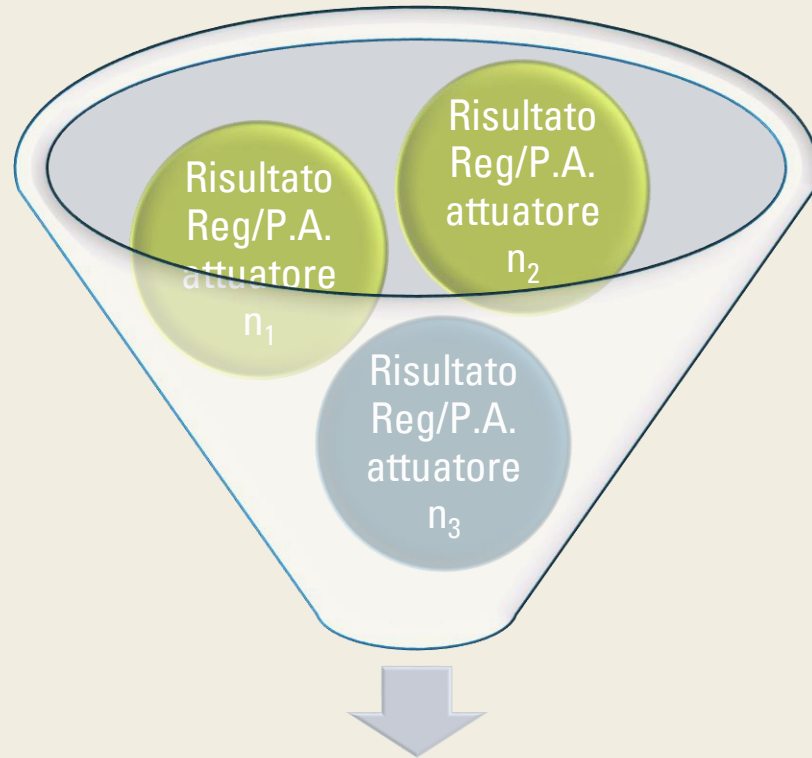 Risultato
Reg/P.A.
attuatore
n₁
Risultato
Reg/P.A.
attuatore
n₂
Risultato
Reg/P.A.
attuatore
n₃